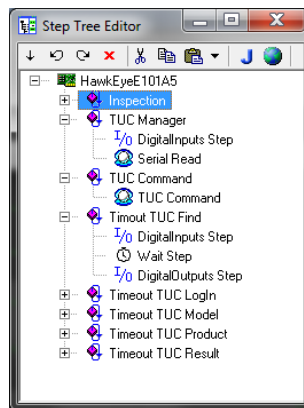 Step Tree Editor
J
HawkEyeE101A5
Inspection
TUC Manager
I/O DigitalInputs Step
Serial Read
TUC Command
TUC Command
Timout TUC Find
I/O DigitalInputs Step
Wait Step
I/O DigitalOutputs Step
Timeout TUC LogIn
Timeout TUC Model
Timeout TUC Product
Timeout TUC Result